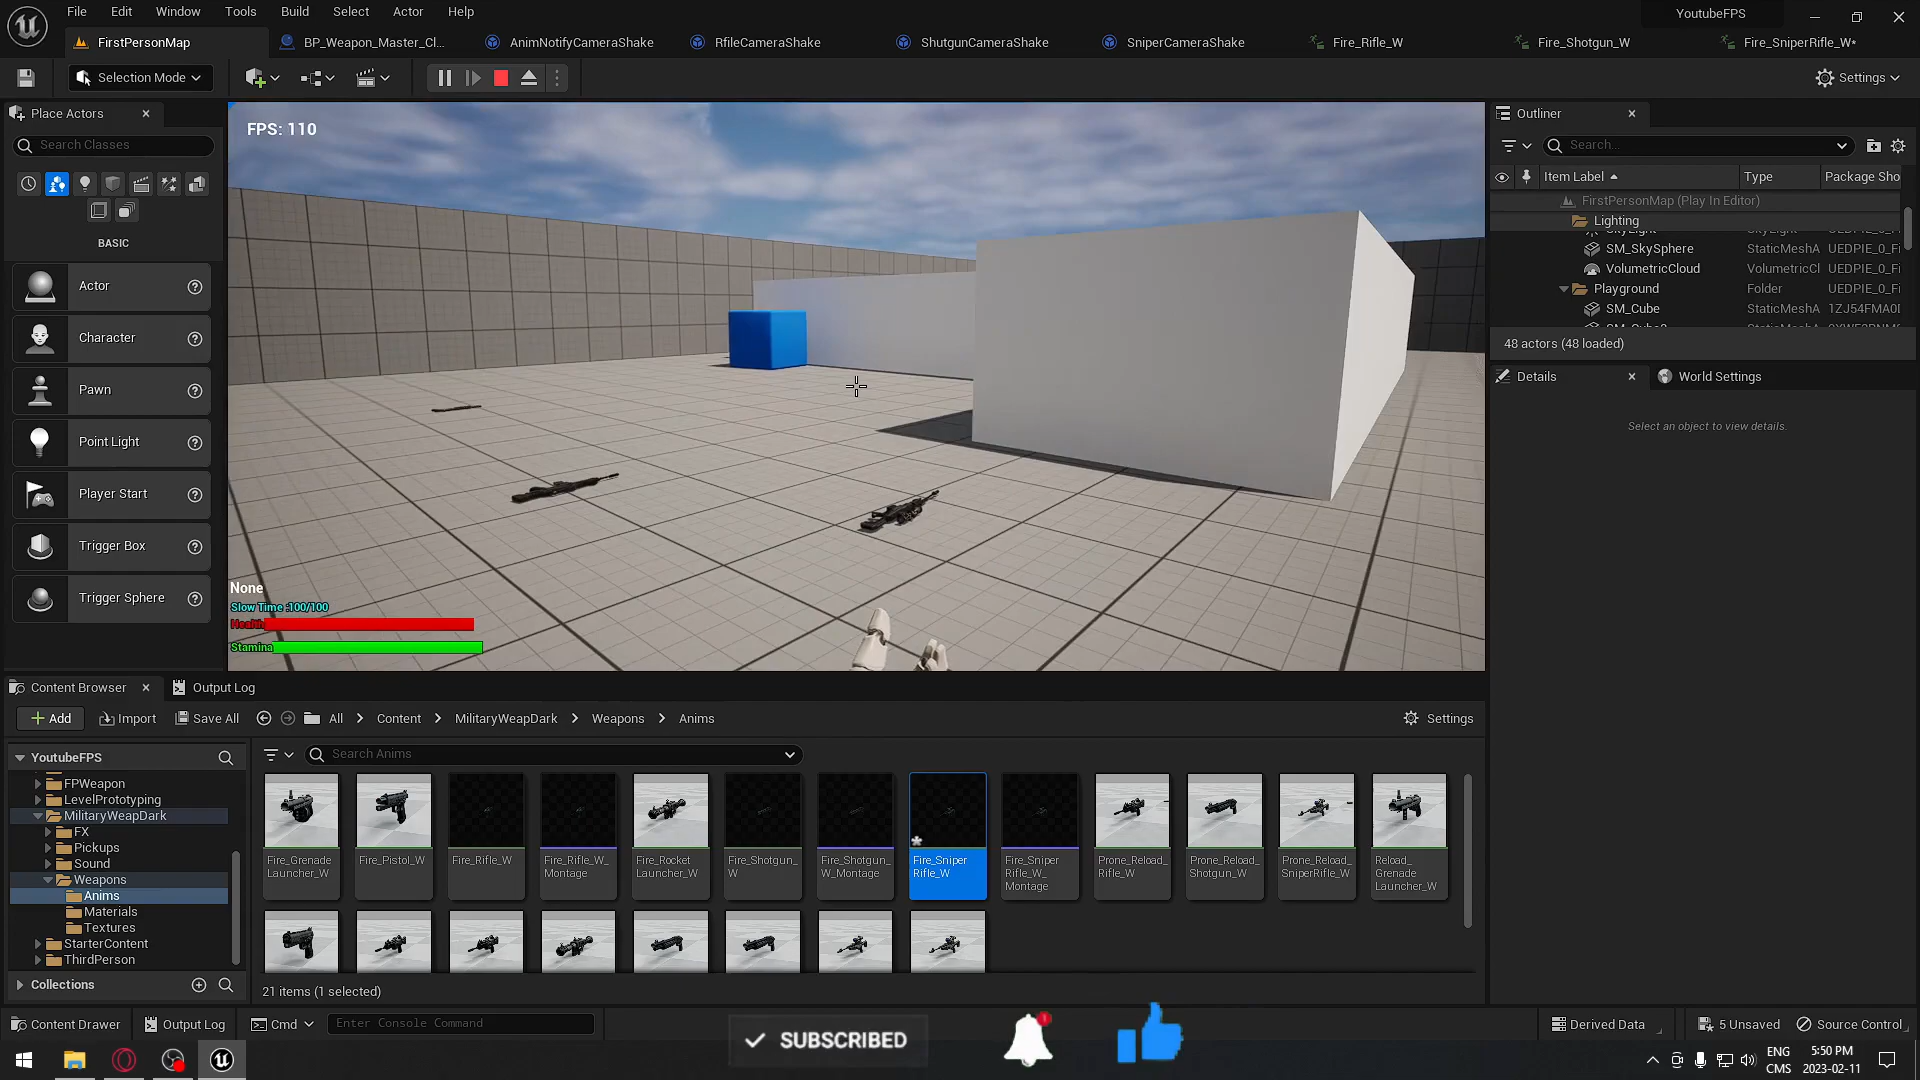 File Edit Window Tools Build Select Actor Help
YoutubeFPS
FirstPersonMap
BP_Weapon_Master_Cl...
AnimNotifyCameraShake
RfileCameraShake
ShutgunCameraShake
SniperCameraShake
Fire_Rifle_W
Fire_Shotgun_W
Fire_SniperRifle_W*
Selection Mode
Settings
Place Actors
Search Classes
BASIC
Actor
Character
Pawn
Point Light
Player Start
Trigger Box
Trigger Sphere
FPS: 110
None
Slow Time :100/100
Health
Stamina
Outliner
Search...
Item Label Type Package Sho
FirstPersonMap (Play In Editor)
Lighting
SM_SkySphere StaticMeshA UEDPIE_0_Fi
VolumetricCloud VolumetricCl UEDPIE_0_Fi
Playground Folder UEDPIE_0_Fi
SM_Cube StaticMeshA 1ZJ54FMA0I
48 actors (48 loaded)
Details
World Settings
Select an object to view details.
Content Browser
Output Log
Add Import Save All All Content MilitaryWeapDark Weapons Anims
Settings
YoutubeFPS
Search Anims
FPWeapon
LevelPrototyping
MilitaryWeapDark
FX
Pickups
Sound
Weapons
Anims
Materials
Textures
StarterContent
ThirdPerson
Collections
Fire_Grenade
Launcher_W
Fire_Pistol_W
Fire_Rifle_W
Fire_Rifle_W_
Montage
Fire_Rocket
Launcher_W
Fire_Shotgun_
W
Fire_Shotgun_
W_Montage
Fire_Sniper
Rifle_W
Fire_Sniper
Rifle_W_
Montage
Prone_Reload_
Rifle_W
Prone_Reload_
Shotgun_W
Prone_Reload_
SniperRifle_W
Reload_
Grenade
Launcher_W
21 items (1 selected)
Content Drawer
Output Log
Cmd
Enter Console Command
SUBSCRIBED
Derived Data
5 Unsaved
Source Control
ENG
CMS
5:50 PM
2023-02-11